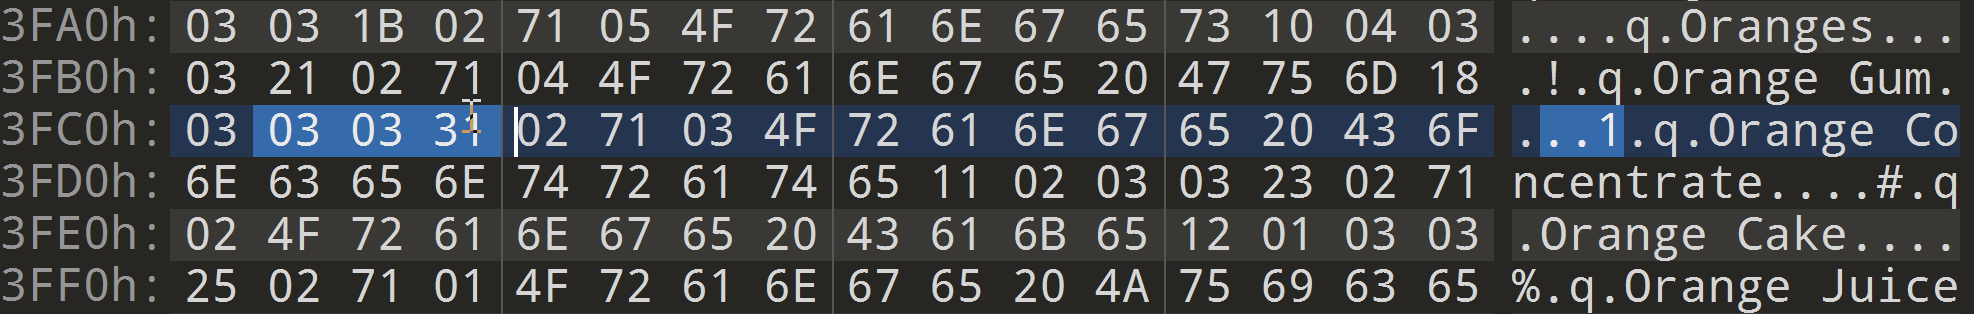 3FA0h: 03 03 1B 02 71 05 4F 72 61 6E 67 65 73 10 04 03 ....q.Oranges...
3FB0h: 03 21 02 71 04 4F 72 61 6E 67 65 20 47 75 6D 18 .!.q.Orange Gum.
3FC0h: 03 03 03 31 02 71 03 4F 72 61 6E 67 65 20 43 6F ...1.q.Orange Co
3FD0h: 6E 63 65 6E 74 72 61 74 65 11 02 03 03 23 02 71 ncentrate....#.q
3FE0h: 02 4F 72 61 6E 67 65 20 43 61 6B 65 12 01 03 03 .Orange Cake....
3FF0h: 25 02 71 01 4F 72 61 6E 67 65 20 4A 75 69 63 65 %.q.Orange Juice